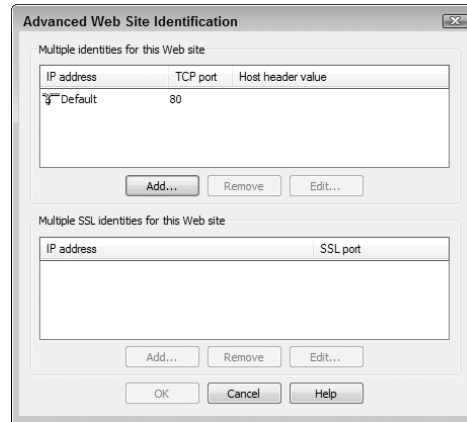 Advanced Web Site Identification
Multiple identities for this Web site
IP address TCP port Host header value
Default 80
Add... Remove Edit...
Multiple SSL identities for this Web site
IP address SSL port
Add... Remove Edit...
OK Cancel Help